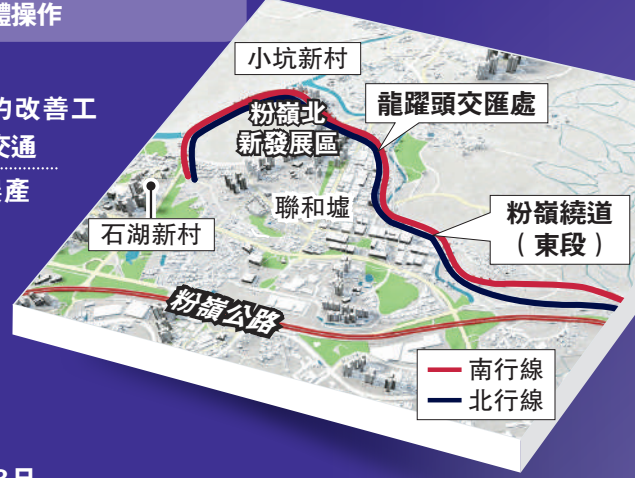 體操作
的改善工
交通
產
小坑新村
粉嶺北
新發展區
龍躍頭交匯處
聯和墟
粉嶺繞道
（東段）
石湖新村
粉嶺公路
南行線
北行線